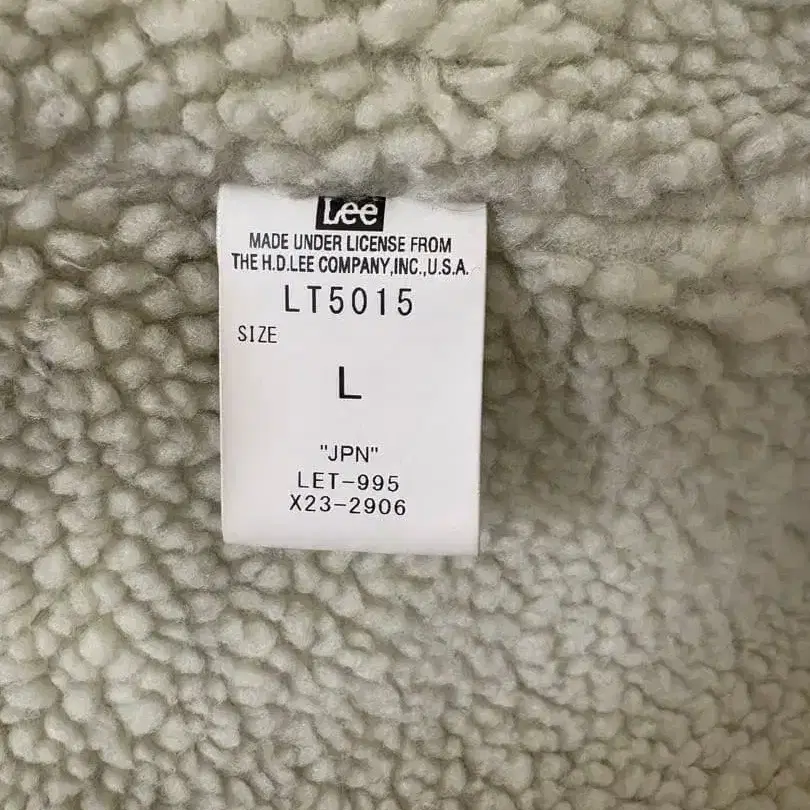 Lee
MADE UNDER LICENSE FROM
THE H.D.LEE COMPANY,INC.,U.S.A.
LT5015
SIZE
L
"JPN"
LET-995
X23-2906